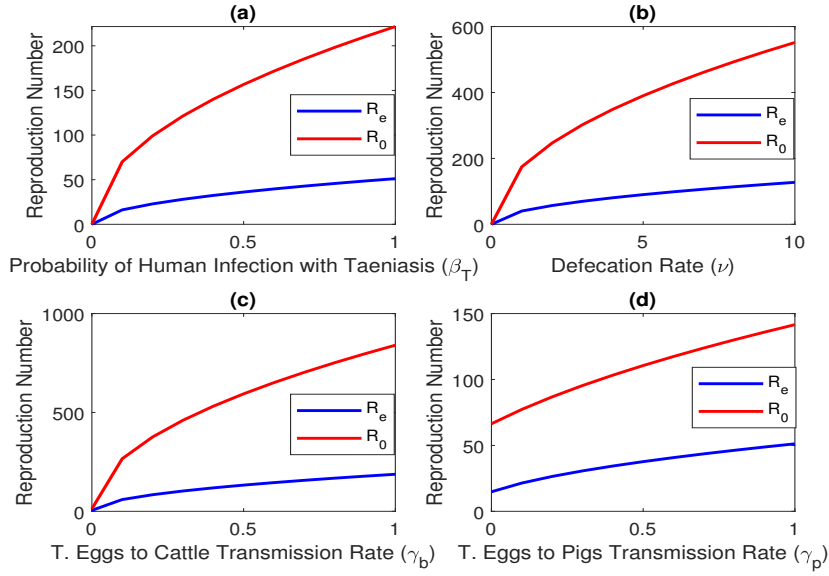 (a)
Reproduction Number
200
150
100
50
0
R_e
R_0
0 0.5 1
Probability of Human Infection with Taeniasis (β_T)
(b)
Reproduction Number
600
400
200
0
R_e
R_0
0 5 10
Defecation Rate (ν)
(c)
Reproduction Number
1000
500
0
R_e
R_0
0 0.5 1
T. Eggs to Cattle Transmission Rate (γ_b)
(d)
Reproduction Number
150
100
50
0
R_e
R_0
0 0.5 1
T. Eggs to Pigs Transmission Rate (γ_p)